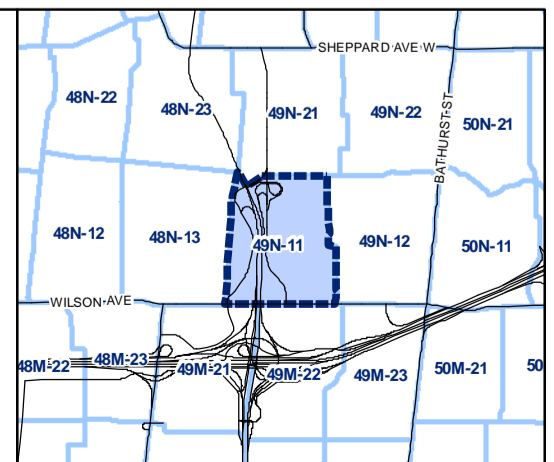 SHEPPARD AVE W
48N-22
48N-23
49N-21
49N-22
50N-21
BATHURST ST
48N-12
48N-13
49N-11
49N-12
50N-11
WILSON AVE
48M-22
48M-23
49M-21
49M-22
49M-23
50M-21
50